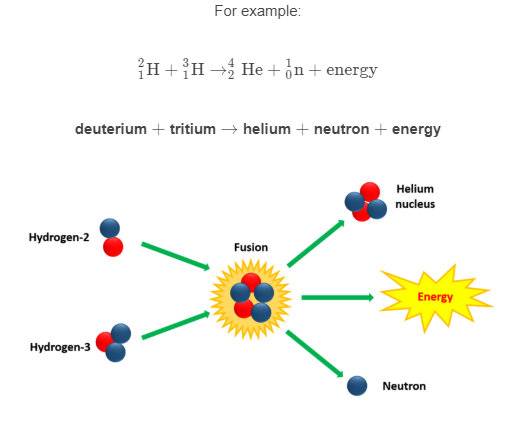 For example:
²₁H + ³₁H →⁴₂ He + ¹₀n + energy
deuterium + tritium → helium + neutron + energy
Helium
nucleus
Hydrogen-2
Fusion
Energy
Hydrogen-3
Neutron